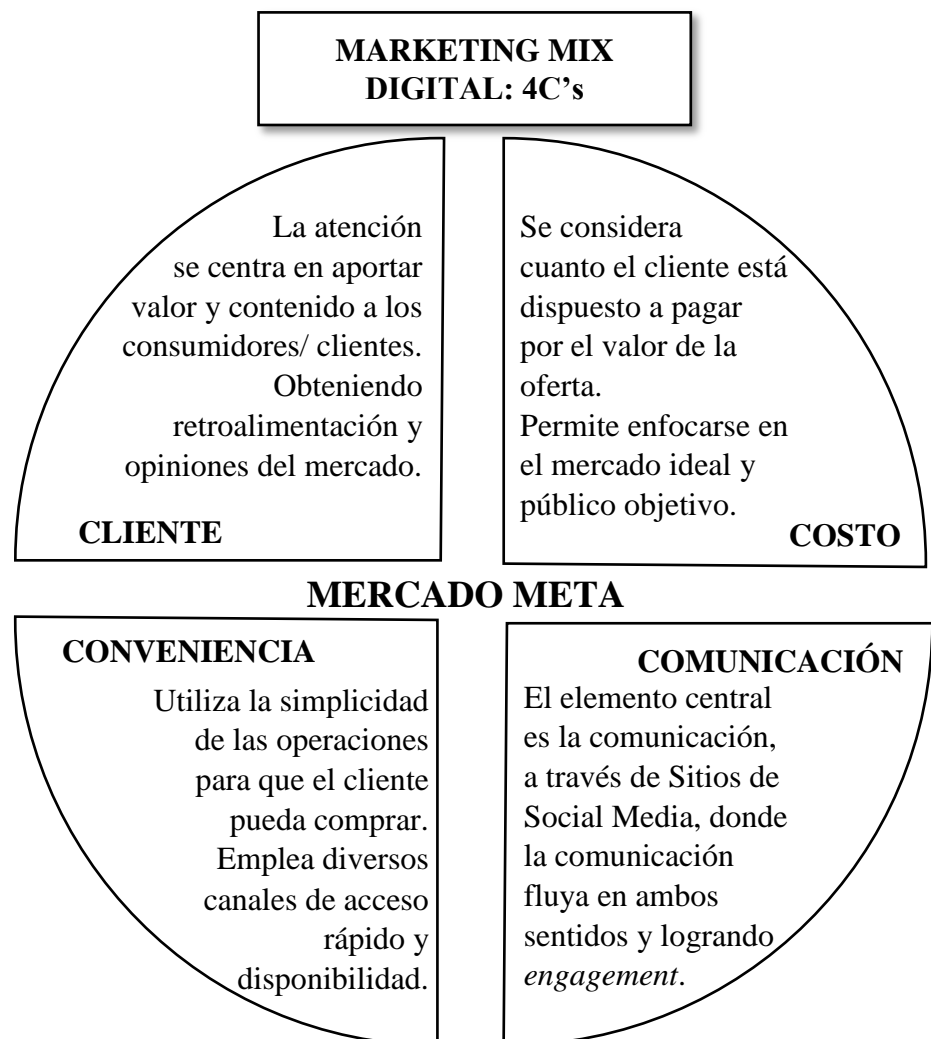 MARKETING MIX
DIGITAL: 4C’s
La atención
se centra en aportar
valor y contenido a los
consumidores/ clientes.
Obteniendo
retroalimentación y
opiniones del mercado.
CLIENTE
Se considera
cuanto el cliente está
dispuesto a pagar
por el valor de la
oferta.
Permite enfocarse en
el mercado ideal y
público objetivo.
COSTO
MERCADO META
CONVENIENCIA
Utiliza la simplicidad
de las operaciones
para que el cliente
pueda comprar.
Emplea diversos
canales de acceso
rápido y
disponibilidad.
COMUNICACIÓN
El elemento central
es la comunicación,
a través de Sitios de
Social Media, donde
la comunicación
fluya en ambos
sentidos y logrando
engagement.